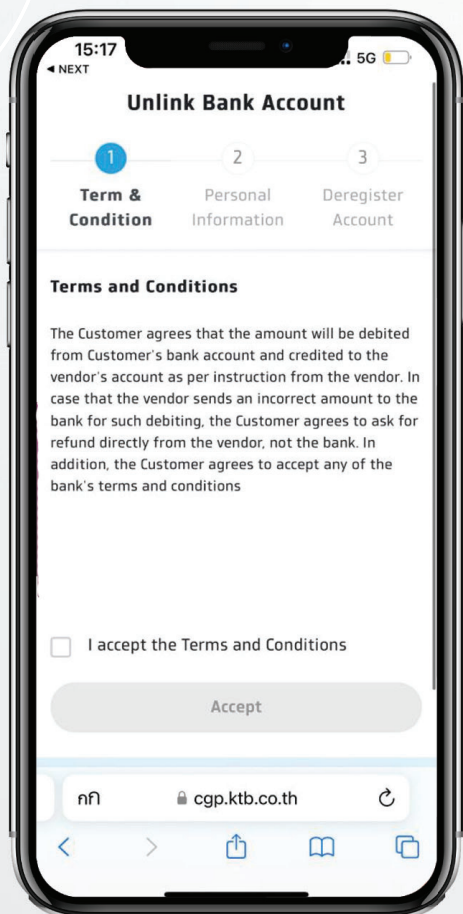 15:17
5G
◀ NEXT
Unlink Bank Account
1
2
3
Term &
Condition
Personal
Information
Deregister
Account
Terms and Conditions
The Customer agrees that the amount will be debited
from Customer's bank account and credited to the
vendor's account as per instruction from the vendor. In
case that the vendor sends an incorrect amount to the
bank for such debiting, the Customer agrees to ask for
refund directly from the vendor, not the bank. In
addition, the Customer agrees to accept any of the
bank's terms and conditions
I accept the Terms and Conditions
Accept
กก
cgp.ktb.co.th